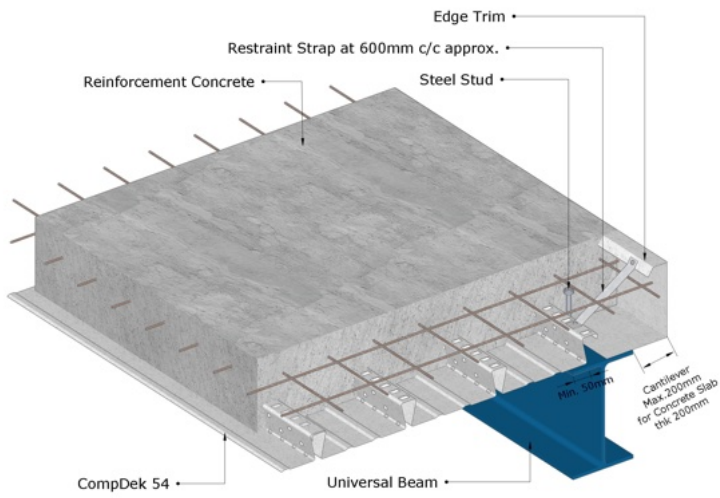 Edge Trim
Restraint Strap at 600mm c/c approx.
Reinforcement Concrete
Steel Stud
Min. 50mm
Cantilever
Max.200mm
for Concrete Slab
thk 200mm
CompDek 54
Universal Beam